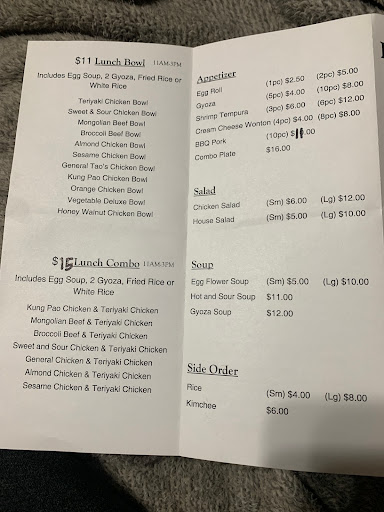 $11 Lunch Bowl 11AM-3PM
Includes Egg Soup, 2 Gyoza, Fried Rice or
White Rice
Teriyaki Chicken Bowl
Sweet & Sour Chicken Bowl
Mongolian Beef Bowl
Broccoli Beef Bowl
Almond Chicken Bowl
Sesame Chicken Bowl
General Tao's Chicken Bowl
Kung Pao Chicken Bowl
Orange Chicken Bowl
Vegetable Deluxe Bowl
Honey Walnut Chicken Bowl
$15 Lunch Combo 11AM-3PM
Includes Egg Soup, 2 Gyoza, Fried Rice or
White Rice
Kung Pao Chicken & Teriyaki Chicken
Mongolian Beef & Teriyaki Chicken
Broccoli Beef & Teriyaki Chicken
Sweet and Sour Chicken & Teriyaki Chicken
General Chicken & Teriyaki Chicken
Almond Chicken & Teriyaki Chicken
Sesame Chicken & Teriyaki Chicken
Appetizer
Egg Roll (1pc) $2.50 (2pc) $5.00
Gyoza (5pc) $4.00 (10pc) $8.00
Shrimp Tempura (3pc) $6.00 (6pc) $12.00
Cream Cheese Wonton (4pc) $4.00 (8pc) $8.00
BBQ Pork (10pc) $11.00
Combo Plate $16.00
Salad
Chicken Salad (Sm) $6.00 (Lg) $12.00
House Salad (Sm) $5.00 (Lg) $10.00
Soup
Egg Flower Soup (Sm) $5.00 (Lg) $10.00
Hot and Sour Soup $11.00
Gyoza Soup $12.00
Side Order
Rice (Sm) $4.00 (Lg) $8.00
Kimchee $6.00